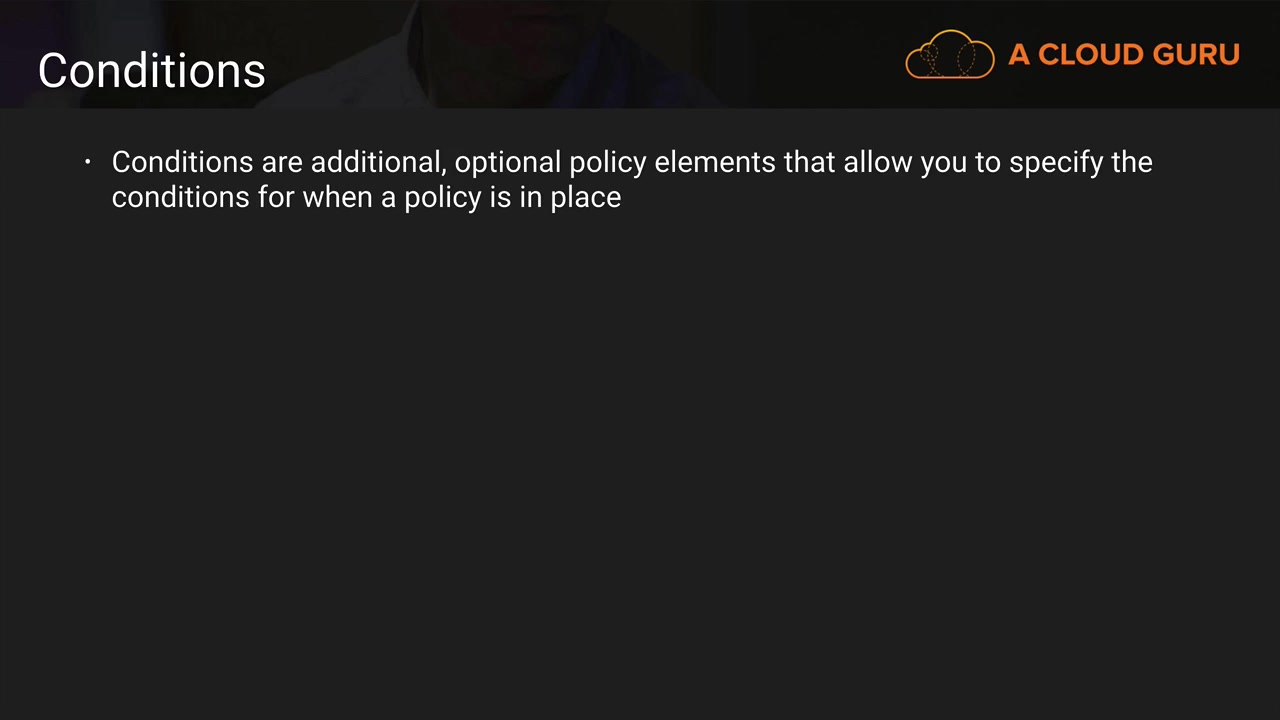 Conditions
A CLOUD GURU
· Conditions are additional, optional policy elements that allow you to specify the
conditions for when a policy is in place